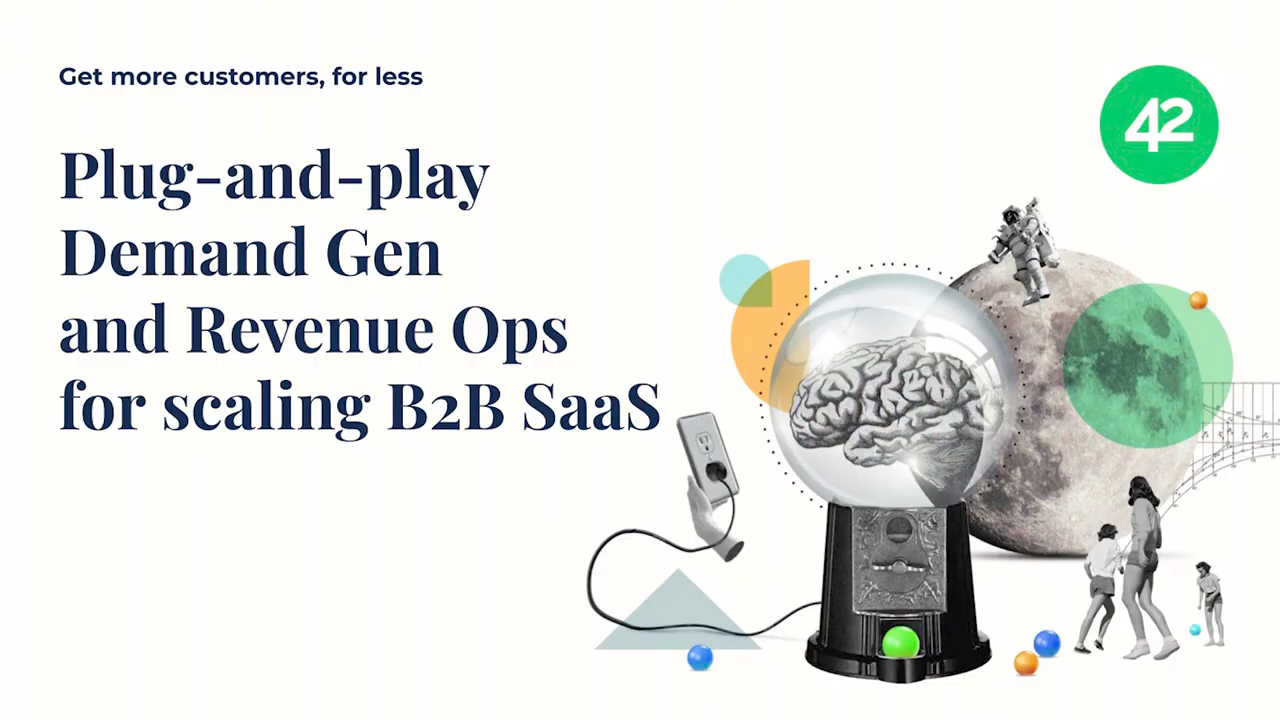 Get more customers, for less
42
Plug-and-play
Demand Gen
and Revenue Ops
for scaling B2B SaaS